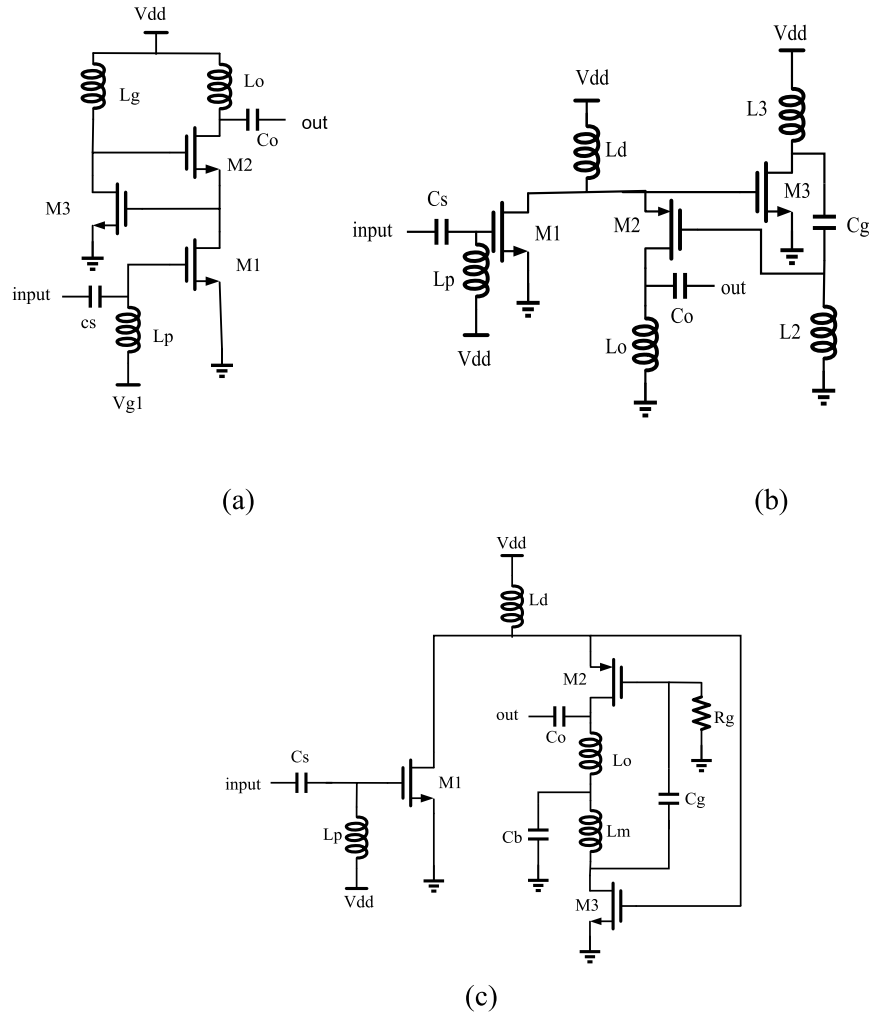 Vdd
Lg
Lo
Co
out
M2
M3
M1
input
cs
Lp
Vg1
(a)
Vdd
L3
Vdd
Ld
Cs
M3
input
M1
M2
Cg
Lp
out
Co
Lo
L2
Vdd
(b)
Vdd
Ld
M2
out
Rg
Co
Cs
Lo
input
M1
Cg
Lp
Cb
Lm
Vdd
M3
(c)